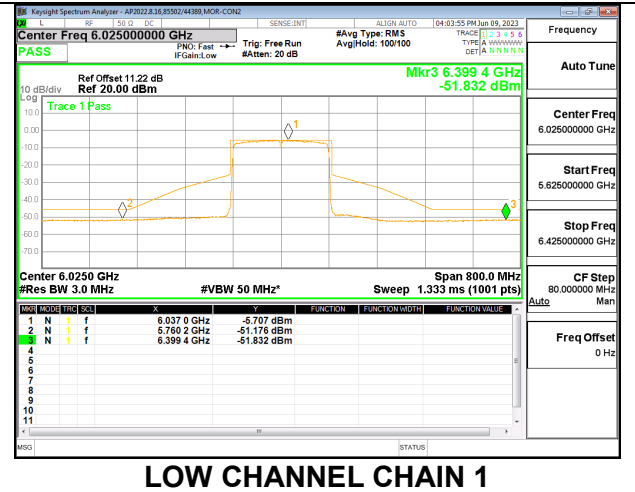 Keysight Spectrum Analyzer - AP2022.8.16,85502/44389,MOR-CON2
L RF 50 Ω DC SENSE:INT ALIGN AUTO 04:03:55 PM Jun 09, 2023
Center Freq 6.025000000 GHz #Avg Type: RMS TRACE 1 2 3 4 5 6 Frequency
PASS PNO: Fast Trig: Free Run Avg|Hold: 100/100 TYPE A WWWWW
IFGain:Low #Atten: 20 dB DET A N N N N N
Auto Tune
Ref Offset 11.22 dB Mkr3 6.399 4 GHz
10 dB/div Ref 20.00 dBm -51.832 dBm
Log
Trace 1 Pass
10.0
0.00
-10.0
-20.0
-30.0
-40.0
-50.0
-60.0
-70.0
1
2
3
Center Freq
6.025000000 GHz
Start Freq
5.625000000 GHz
Stop Freq
6.425000000 GHz
Center 6.0250 GHz Span 800.0 MHz
#Res BW 3.0 MHz #VBW 50 MHz* Sweep 1.333 ms (1001 pts)
CF Step
80.000000 MHz
Auto Man
MKR MODE TRC SCL X Y FUNCTION FUNCTION WIDTH FUNCTION VALUE
1 N 1 f 6.037 0 GHz -5.707 dBm
2 N 1 f 5.760 2 GHz -51.176 dBm
3 N 1 f 6.399 4 GHz -51.832 dBm
4
5
6
7
8
9
10
11
Freq Offset
0 Hz
MSG STATUS
LOW CHANNEL CHAIN 1